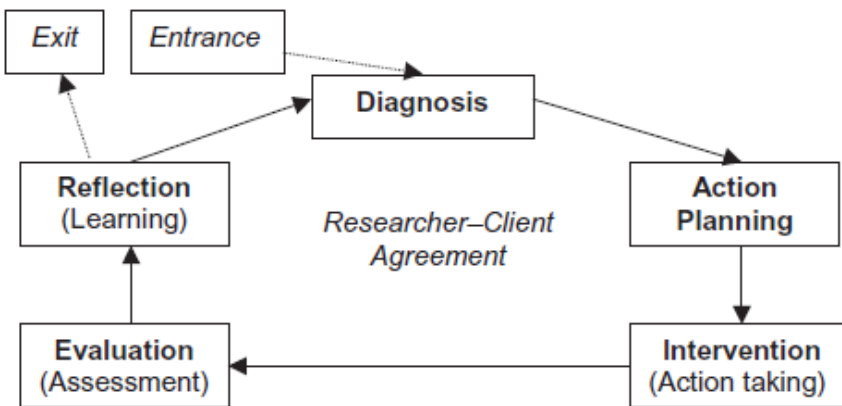 Exit
Entrance
Diagnosis
Reflection
(Learning)
Action
Planning
Researcher–Client
Agreement
Evaluation
(Assessment)
Intervention
(Action taking)